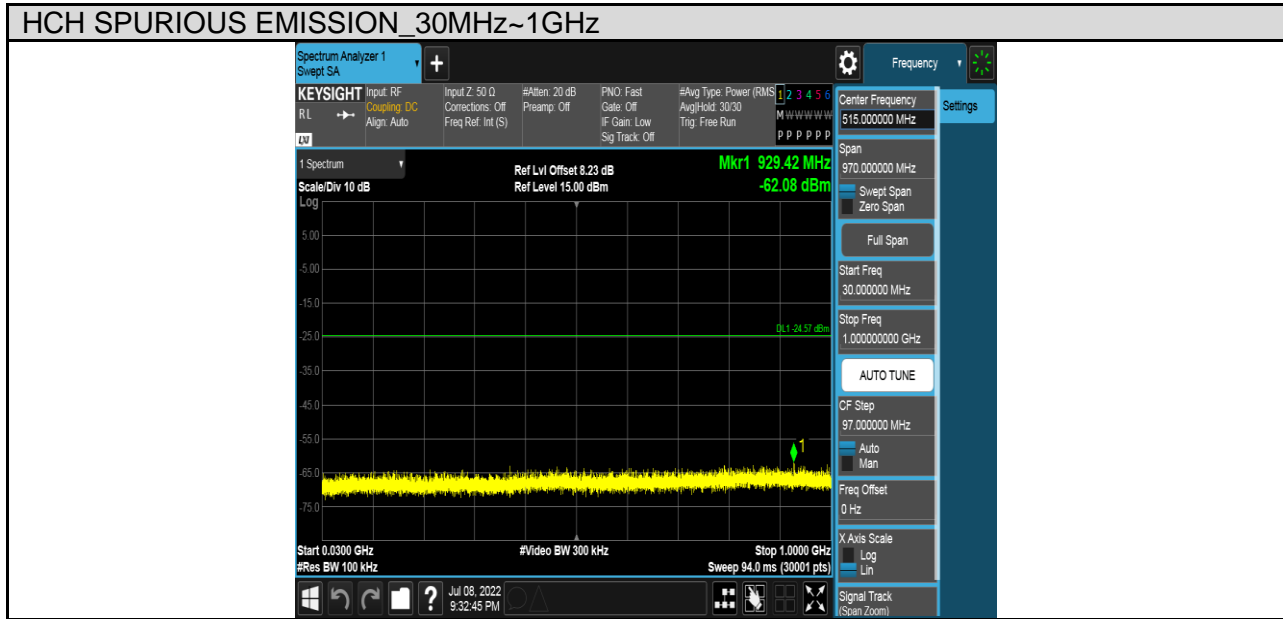 HCH SPURIOUS EMISSION_30MHz~1GHz
Spectrum Analyzer 1
Swept SA
+
Frequency
KEYSIGHT
RL
LXI
Input: RF
Coupling: DC
Align: Auto
Input Z: 50 Ω
Corrections: Off
Freq Ref: Int (S)
#Atten: 20 dB
Preamp: Off
PNO: Fast
Gate: Off
IF Gain: Low
Sig Track: Off
#Avg Type: Power (RMS
Avg|Hold: 30/30
Trig: Free Run
1 2 3 4 5 6
M W W W W W
P P P P P P
1 Spectrum
Scale/Div 10 dB
Log
Ref Lvl Offset 8.23 dB
Ref Level 15.00 dBm
Mkr1 929.42 MHz
-62.08 dBm
5.00
-5.00
-15.0
-25.0
-35.0
-45.0
-55.0
-65.0
-75.0
DL1 -24.57 dBm
1
Start 0.0300 GHz
#Res BW 100 kHz
#Video BW 300 kHz
Stop 1.0000 GHz
Sweep 94.0 ms (30001 pts)
?
Jul 08, 2022
9:32:45 PM
Center Frequency
515.000000 MHz
Span
970.000000 MHz
Swept Span
Zero Span
Full Span
Start Freq
30.000000 MHz
Stop Freq
1.000000000 GHz
AUTO TUNE
CF Step
97.000000 MHz
Auto
Man
Freq Offset
0 Hz
X Axis Scale
Log
Lin
Signal Track
(Span Zoom)
Settings